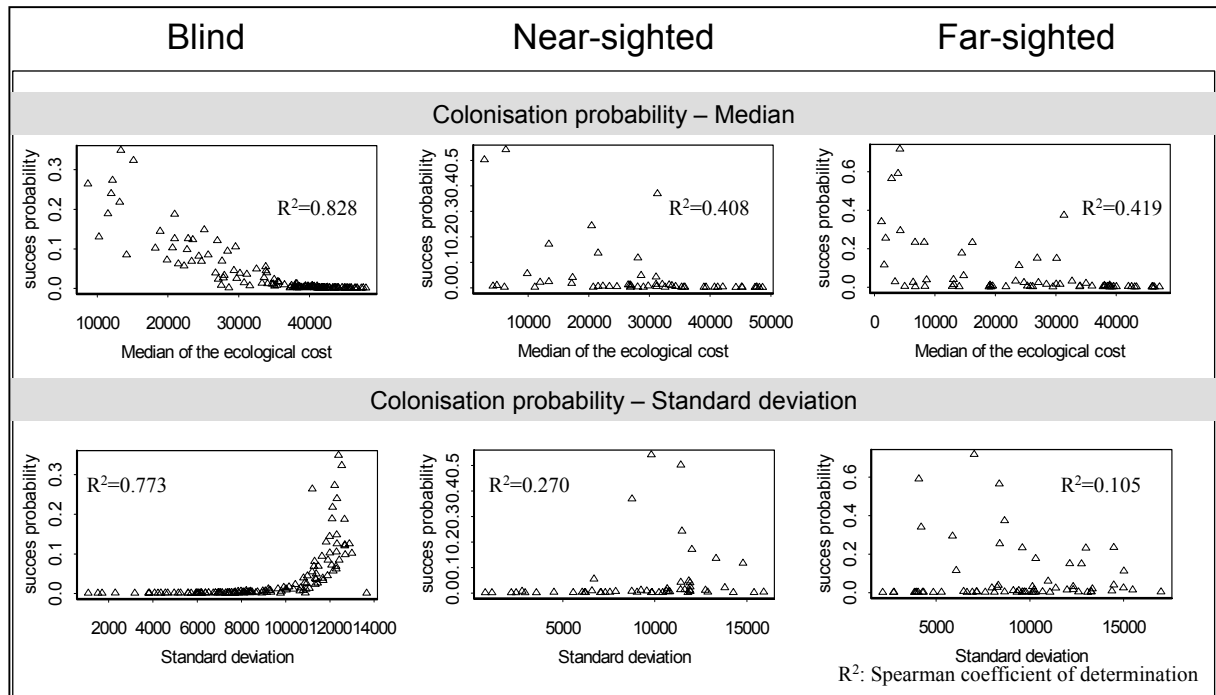 Blind Near-sighted Far-sighted
Colonisation probability – Median
succes probability
0.0 0.1 0.2 0.3
R²=0.828
10000 20000 30000 40000
Median of the ecological cost
succes probability
0.00.10.20.30.40.5
R²=0.408
10000 20000 30000 40000 50000
Median of the ecological cost
succes probability
0.0 0.2 0.4 0.6
R²=0.419
0 10000 20000 30000 40000
Median of the ecological cost
Colonisation probability – Standard deviation
succes probability
0.0 0.1 0.2 0.3
R²=0.773
2000 4000 6000 8000 10000 12000 14000
Standard deviation
succes probability
0.00.10.20.30.40.5
R²=0.270
5000 10000 15000
Standard deviation
succes probability
0.0 0.2 0.4 0.6
R²=0.105
5000 10000 15000
Standard deviation
R²: Spearman coefficient of determination